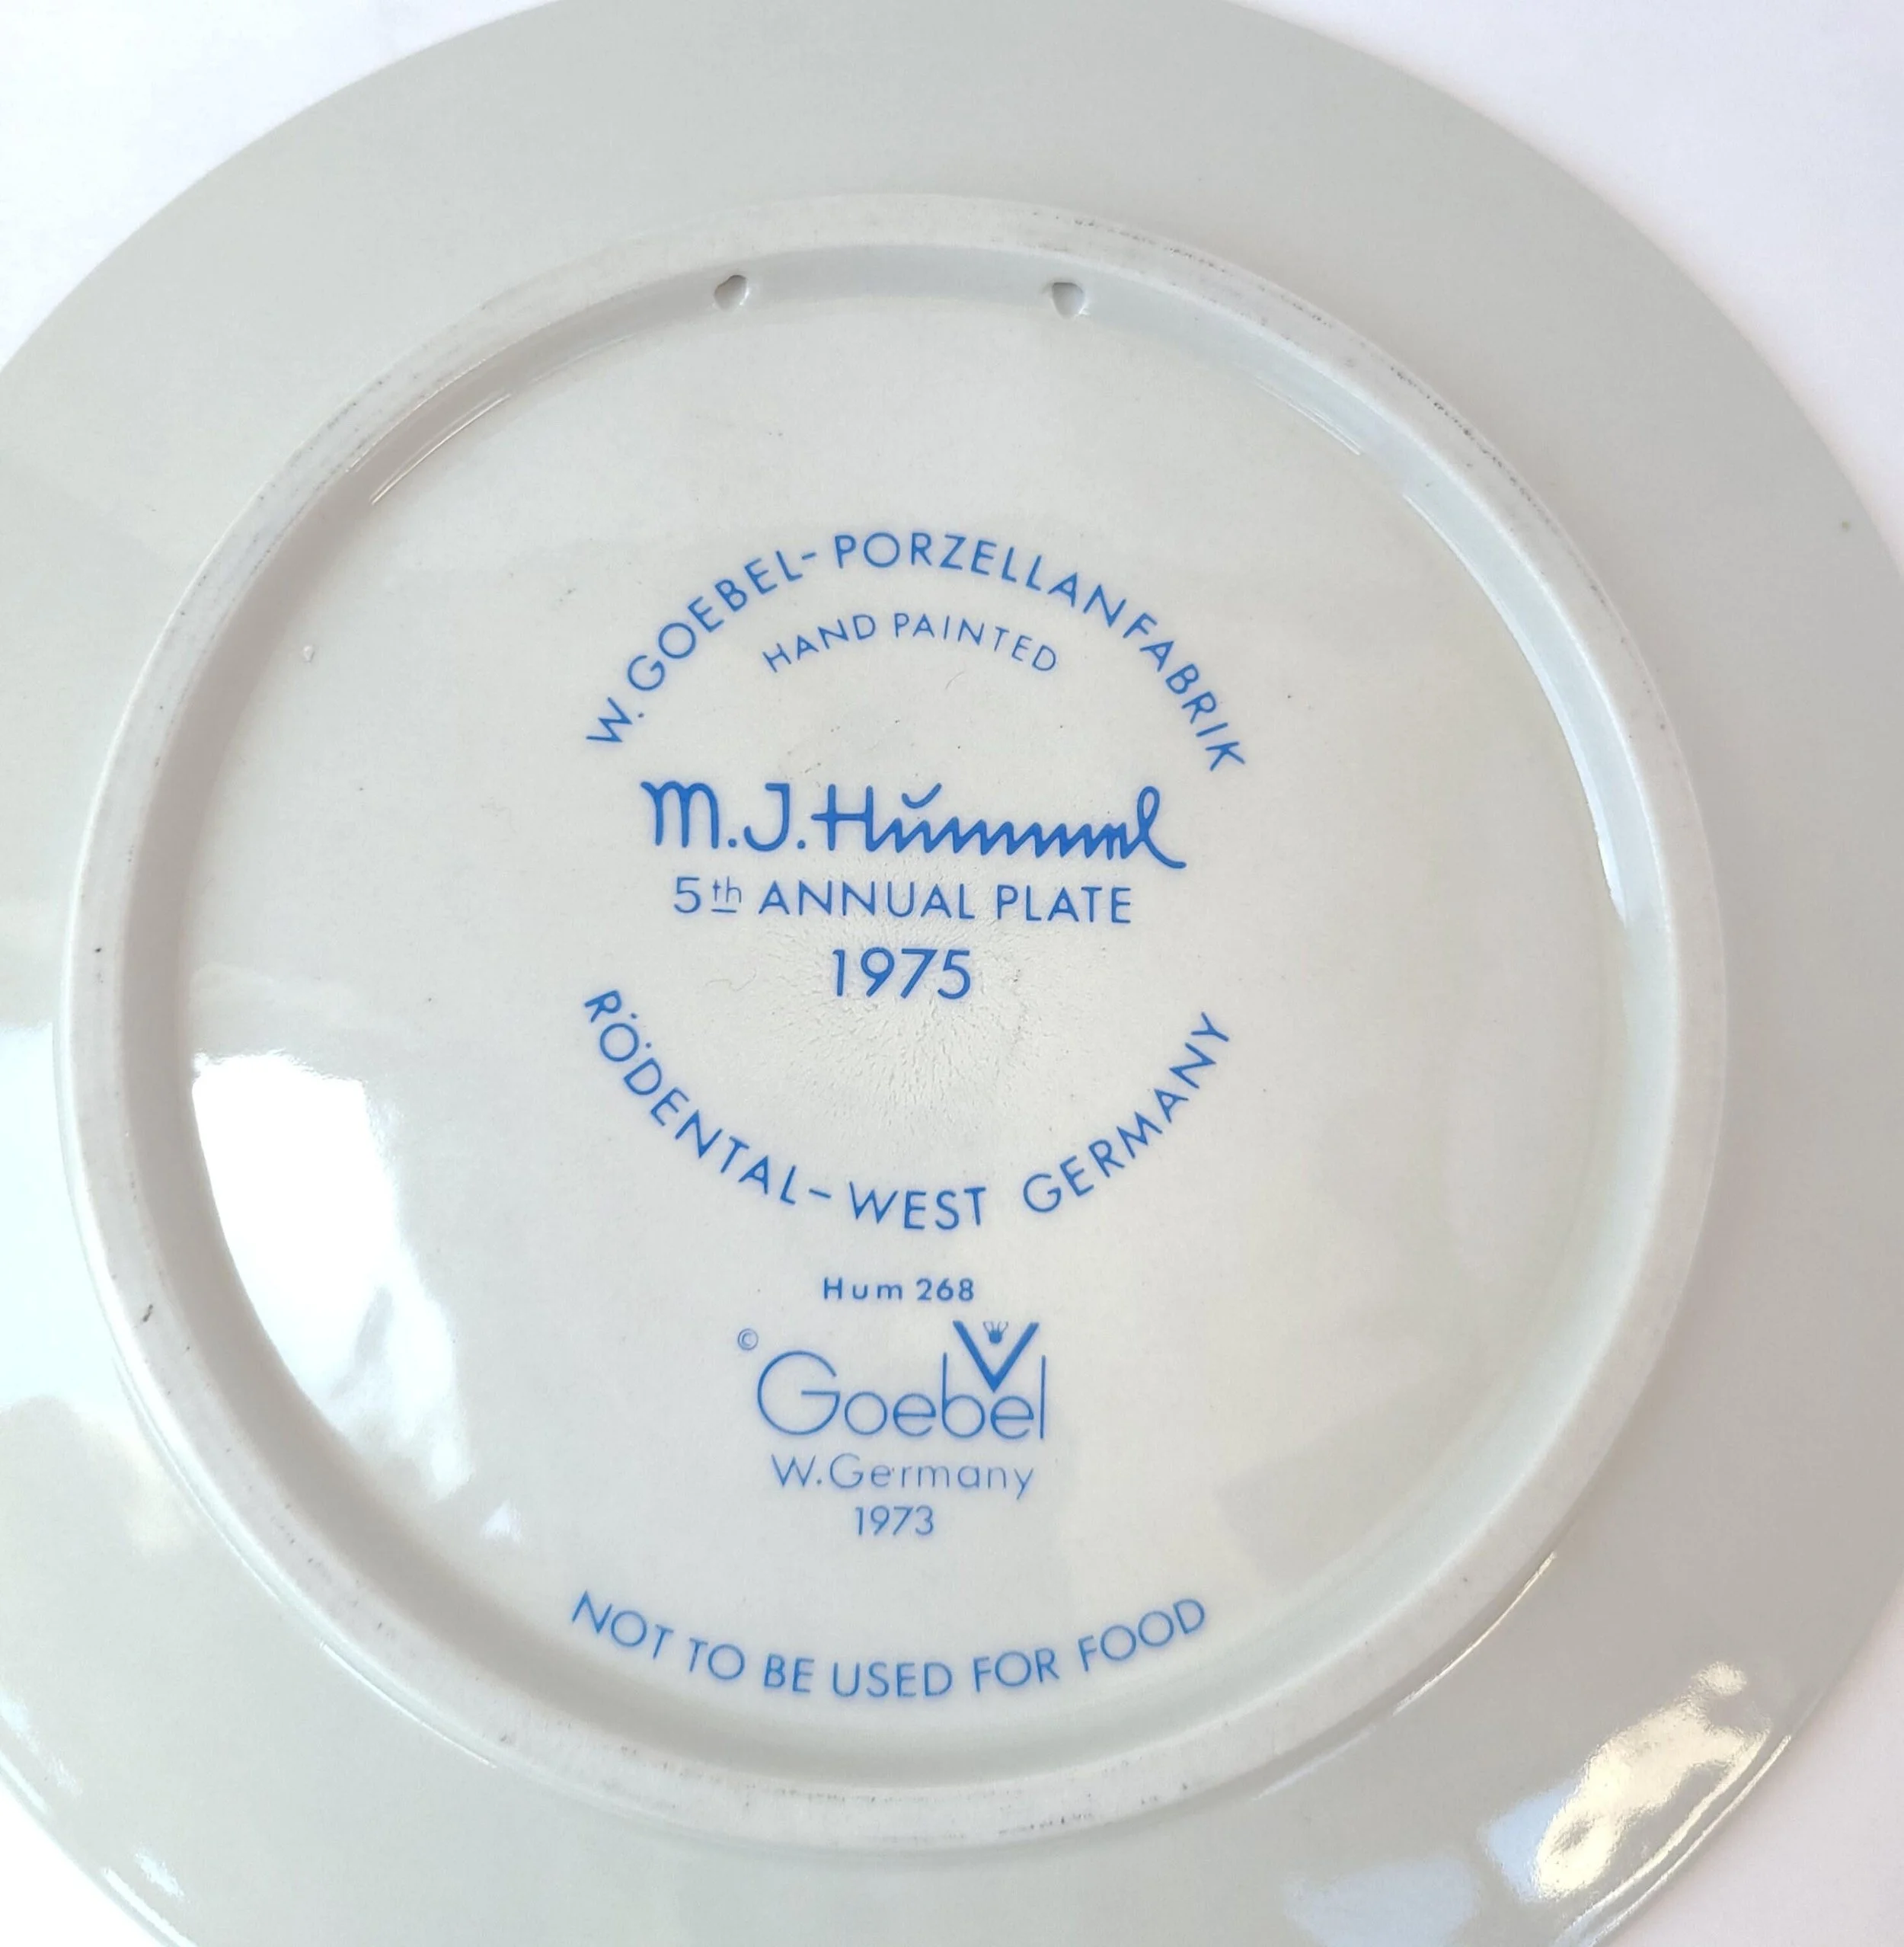 W. GOEBEL-PORZELLANFABRIK
HAND PAINTED
M.J. Hŭmmel
5th ANNUAL PLATE
1975
RÖDENTAL-WEST GERMANY
Hum 268
© Goebel
W.Germany
1973
NOT TO BE USED FOR FOOD